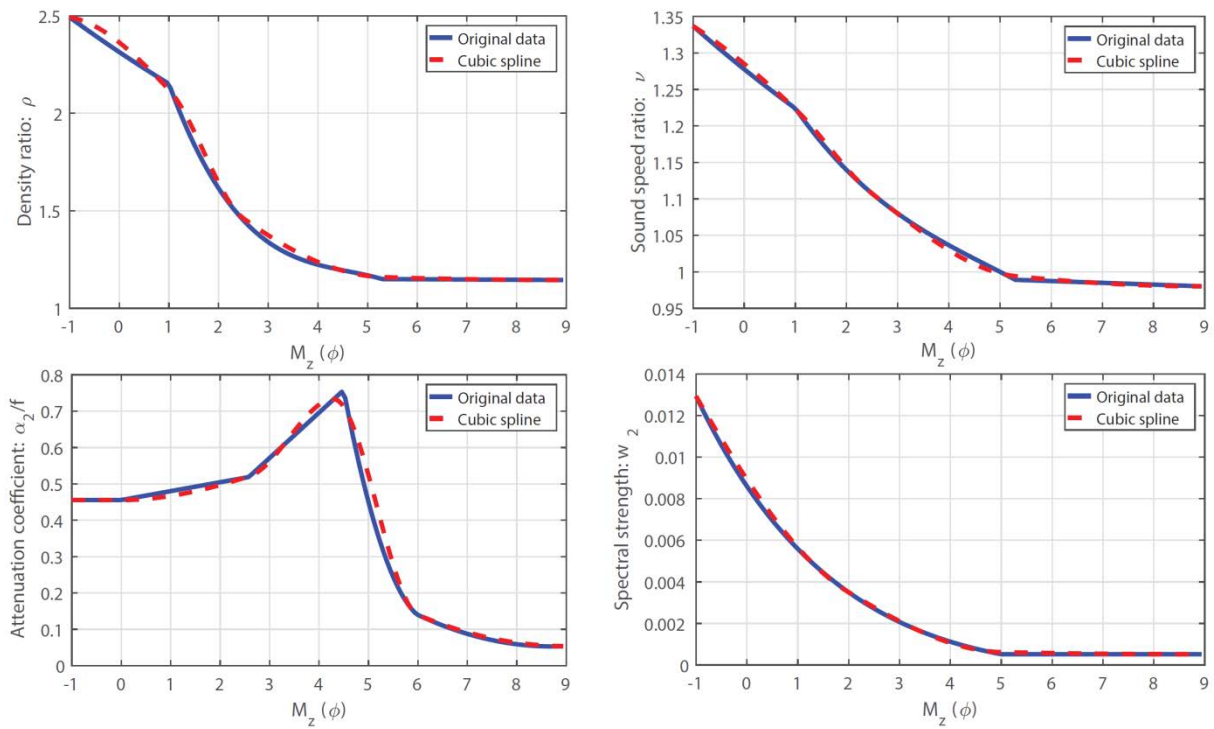 2.5
2
1.5
1
Density ratio: ρ
Original data
Cubic spline
-1 0 1 2 3 4 5 6 7 8 9
M_z (ϕ)
1.35
1.3
1.25
1.2
1.15
1.1
1.05
1
0.95
Sound speed ratio: ν
Original data
Cubic spline
-1 0 1 2 3 4 5 6 7 8 9
M_z (ϕ)
0.8
0.7
0.6
0.5
0.4
0.3
0.2
0.1
0
Attenuation coefficient: α_2/f
Original data
Cubic spline
-1 0 1 2 3 4 5 6 7 8 9
M_z (ϕ)
0.014
0.012
0.01
0.008
0.006
0.004
0.002
0
Spectral strength: w_2
Original data
Cubic spline
-1 0 1 2 3 4 5 6 7 8 9
M_z (ϕ)